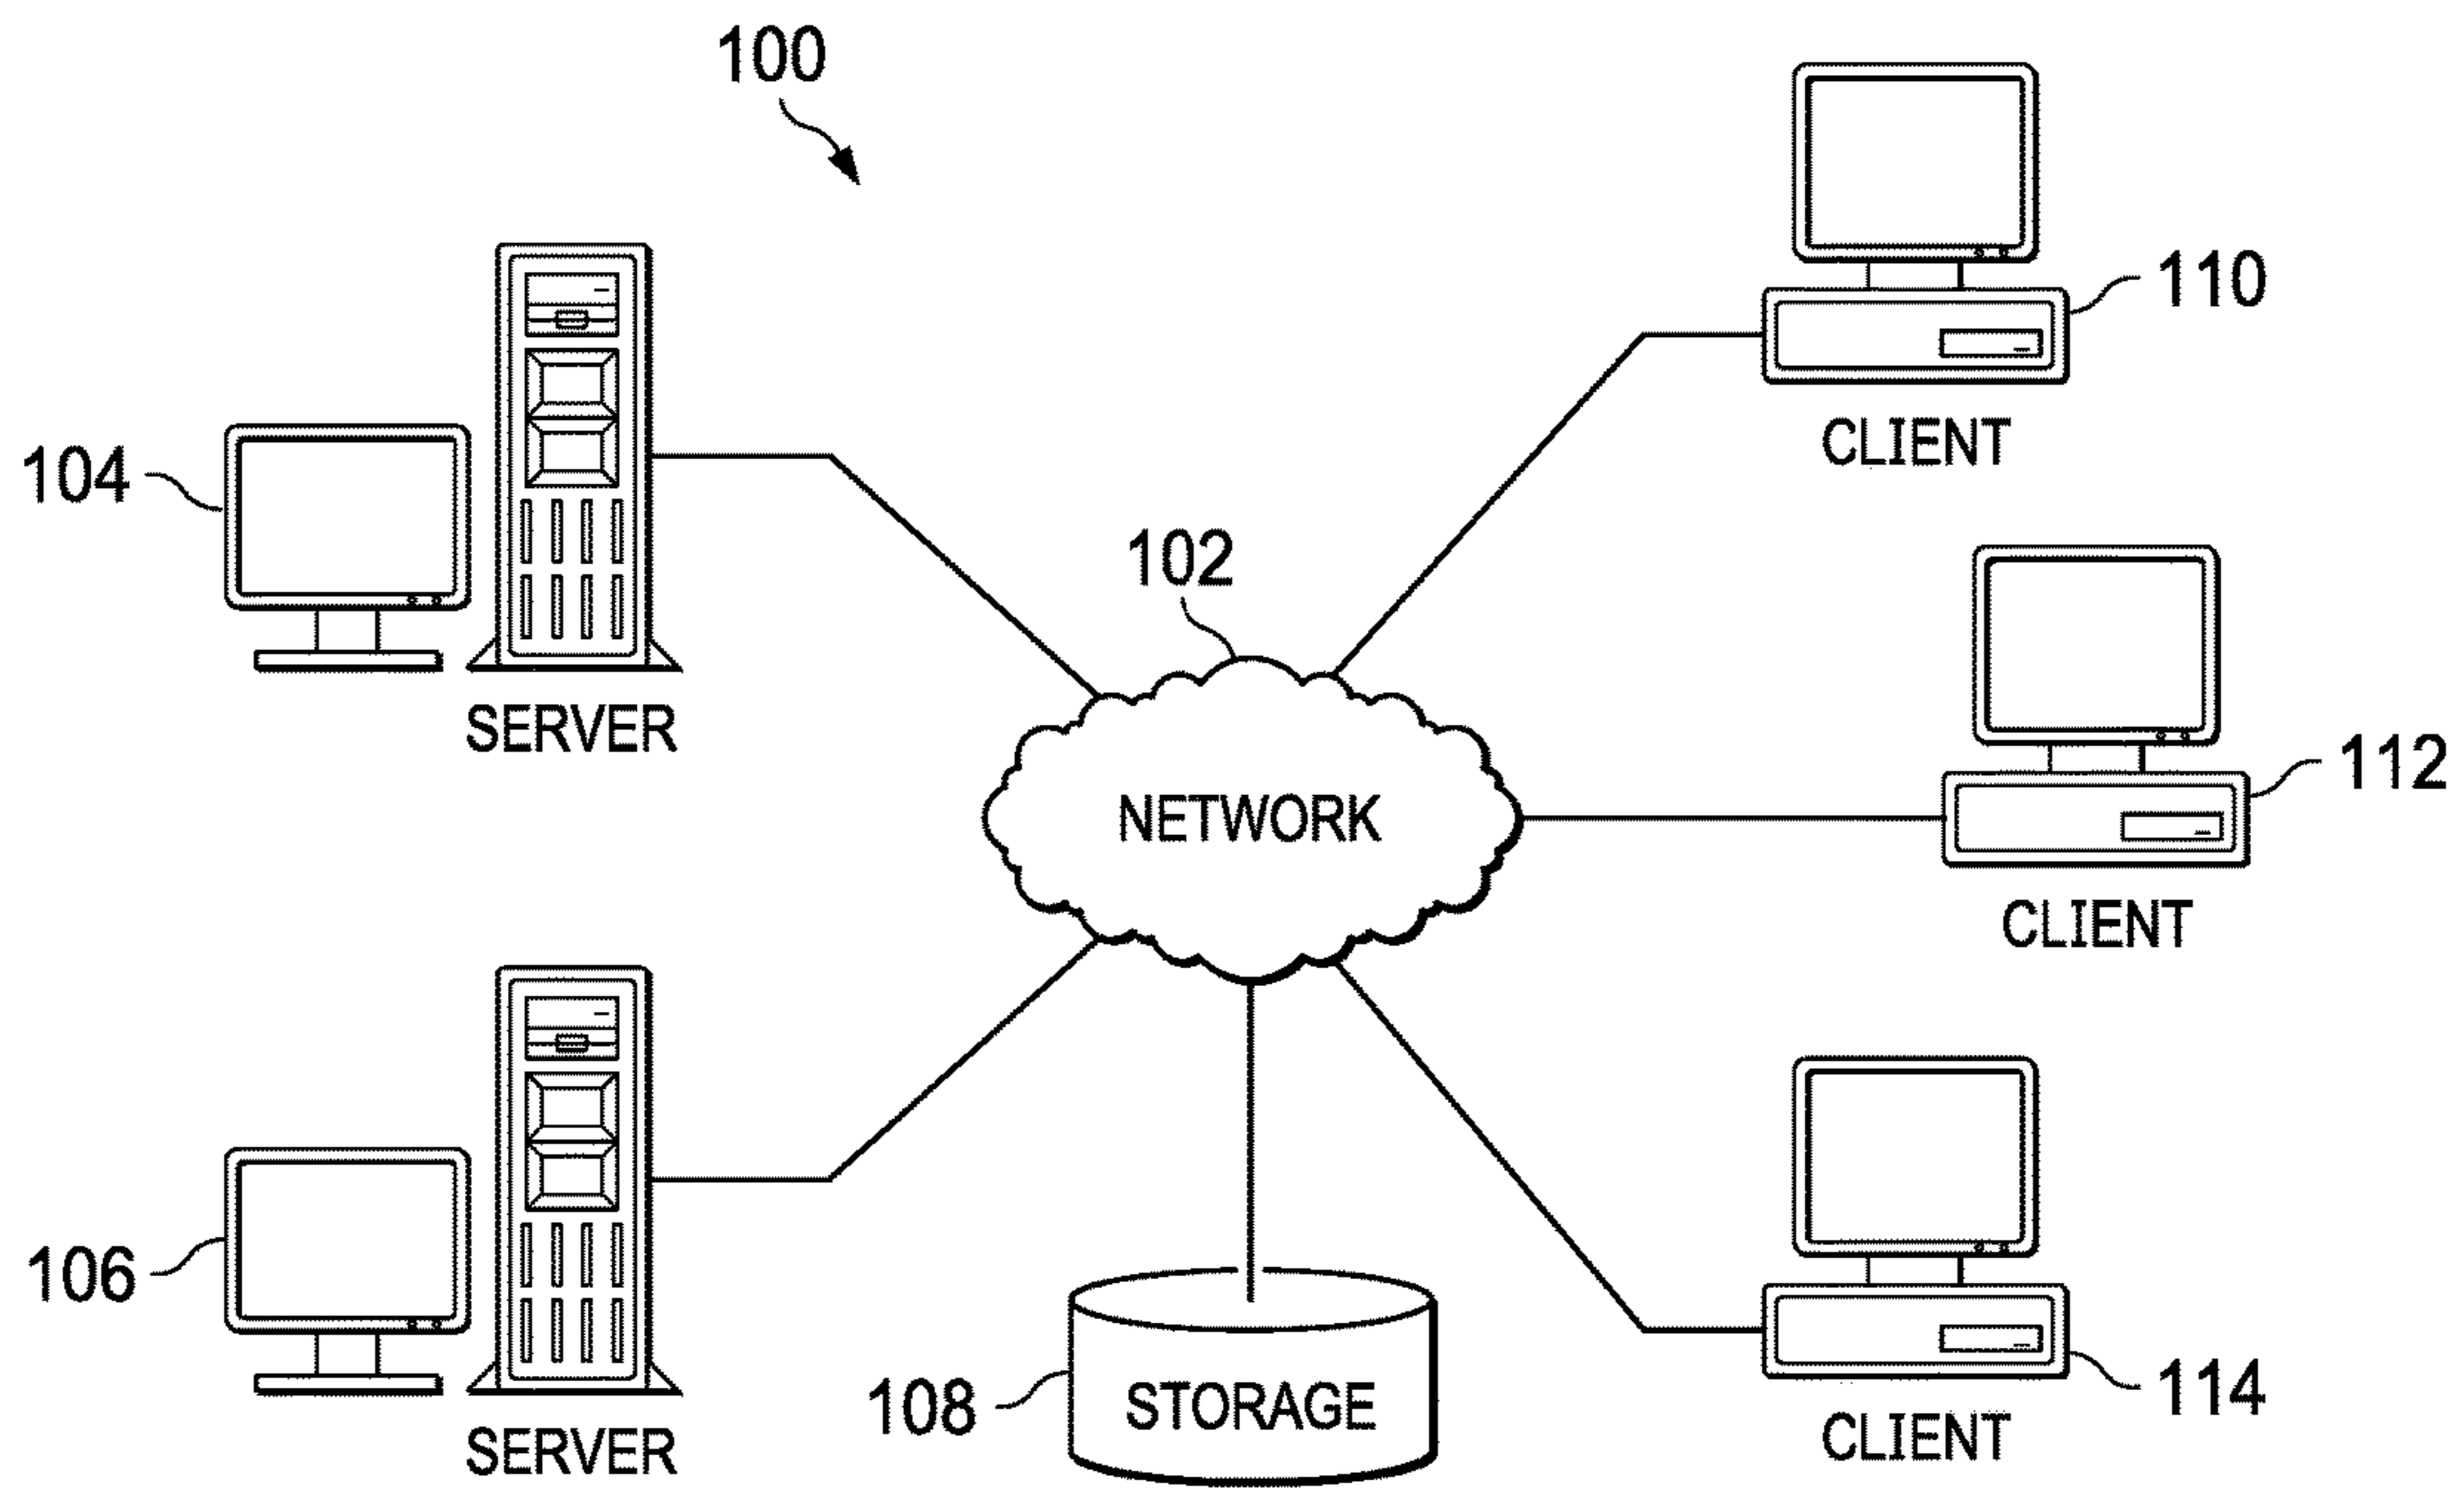 100
110
CLIENT
104
SERVER
102
NETWORK
112
CLIENT
106
SERVER
108
STORAGE
114
CLIENT